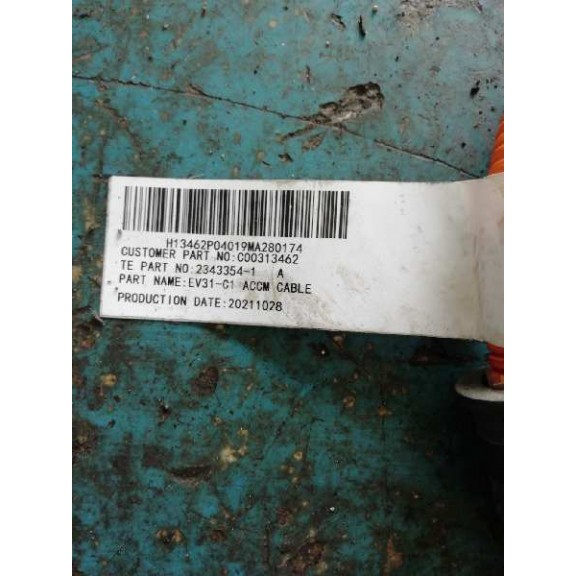 H13462P04019MA280174
CUSTOMER PART NO:C00313462
TE PART NO:2343354-1 A
PART NAME:EV31-C1 ACCM CABLE
PRODUCTION DATE:20211028